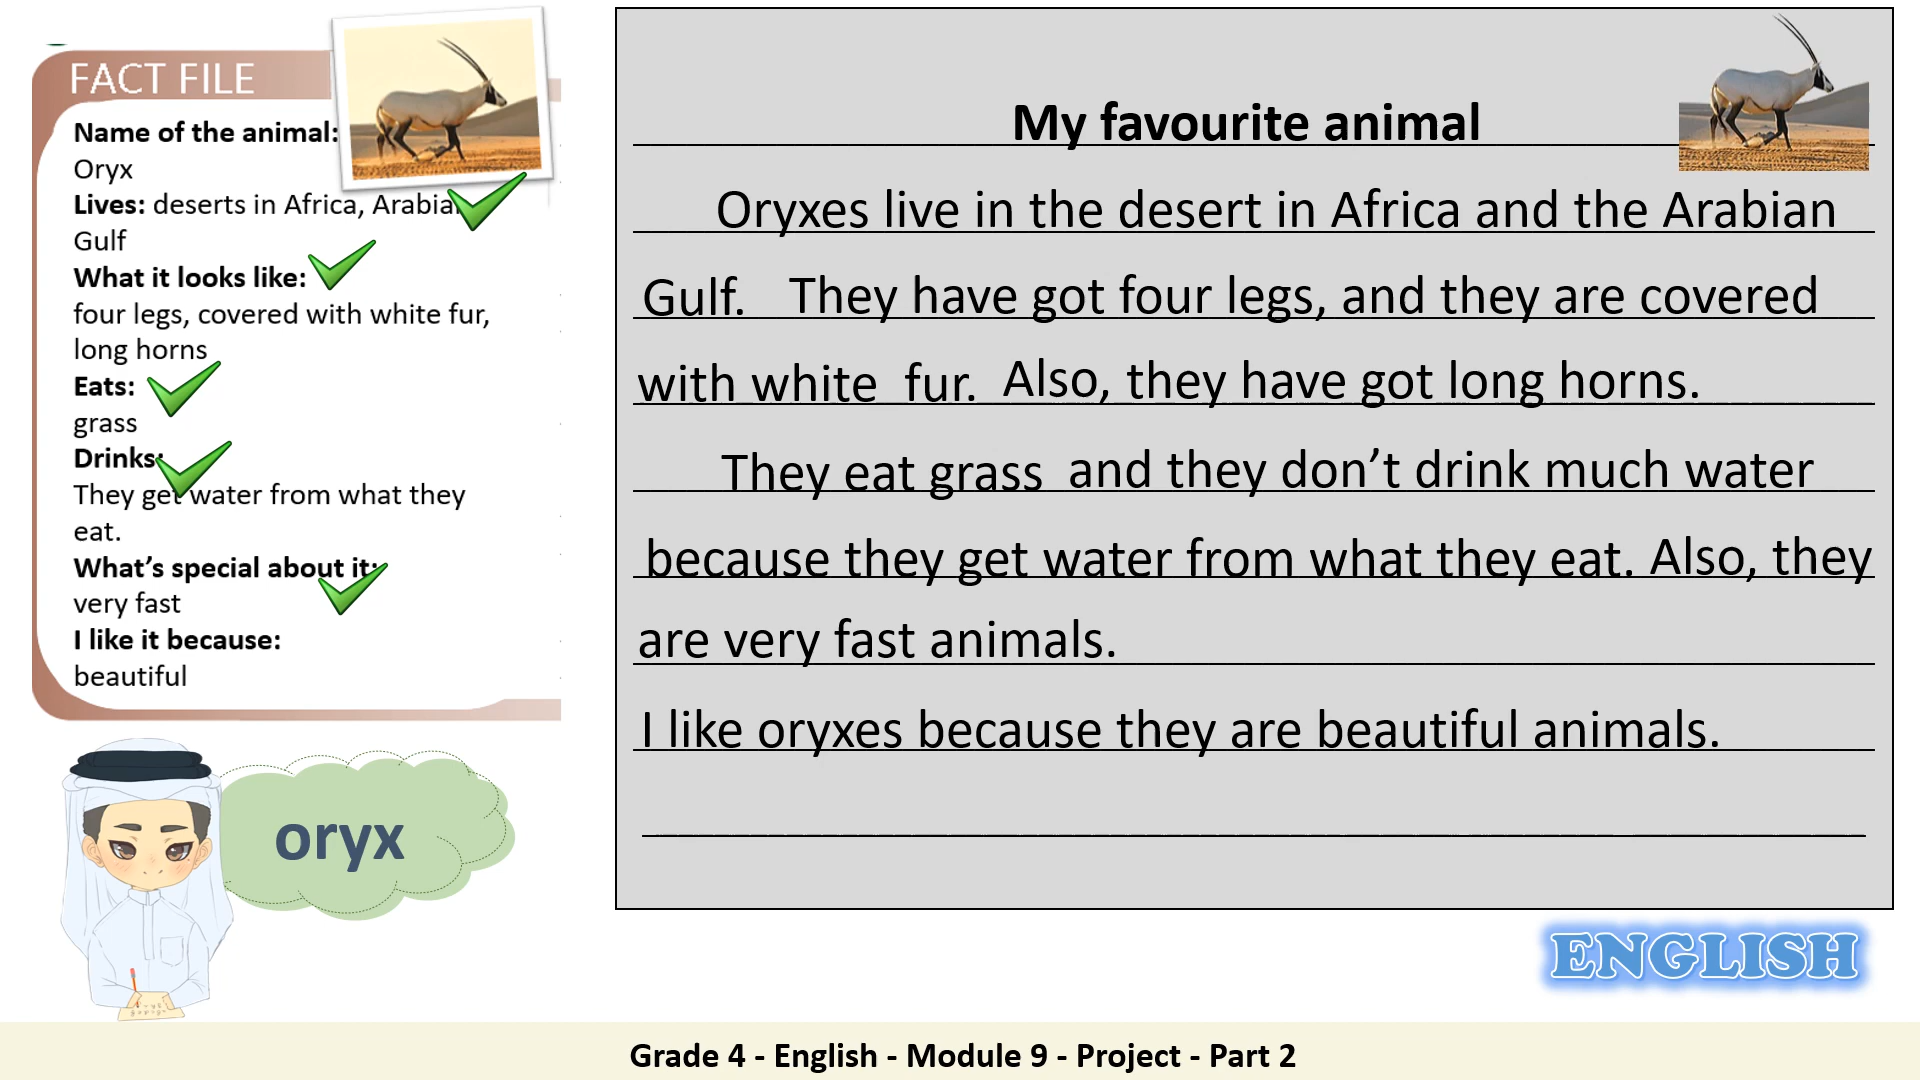 FACT FILE
Name of the animal:
Oryx
Lives: deserts in Africa, Arabian
Gulf
What it looks like:
four legs, covered with white fur,
long horns
Eats:
grass
Drinks:
They get water from what they
eat.
What's special about it:
very fast
I like it because:
beautiful
oryx
My favourite animal
Oryxes live in the desert in Africa and the Arabian
Gulf. They have got four legs, and they are covered
with white fur. Also, they have got long horns.
They eat grass and they don't drink much water
because they get water from what they eat. Also, they
are very fast animals.
I like oryxes because they are beautiful animals.
ENGLISH
Grade 4 - English - Module 9 - Project - Part 2